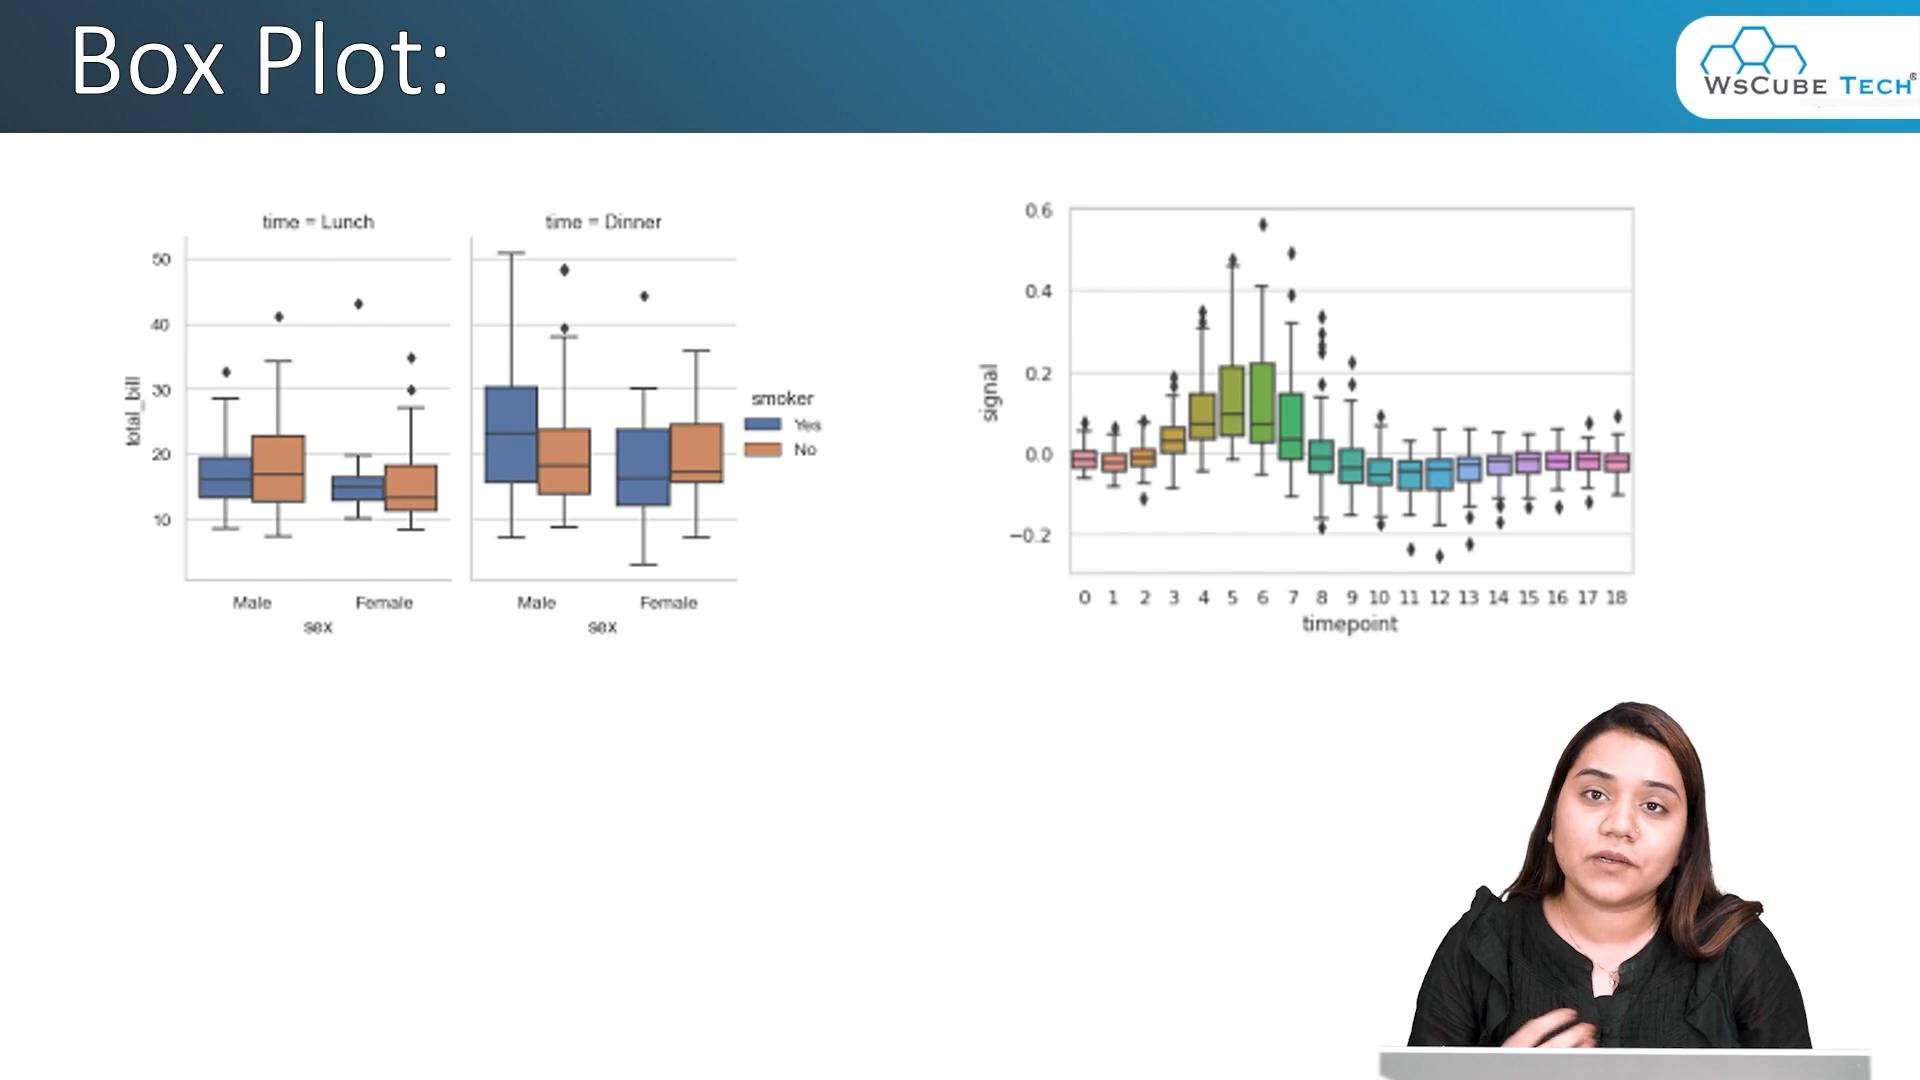 Box Plot:
WsCube Tech®
time = Lunch
time = Dinner
50
40
30
20
10
total_bill
Male Female
sex
Male Female
sex
smoker
Yes
No
0.6
0.4
0.2
0.0
−0.2
signal
0 1 2 3 4 5 6 7 8 9 10 11 12 13 14 15 16 17 18
timepoint